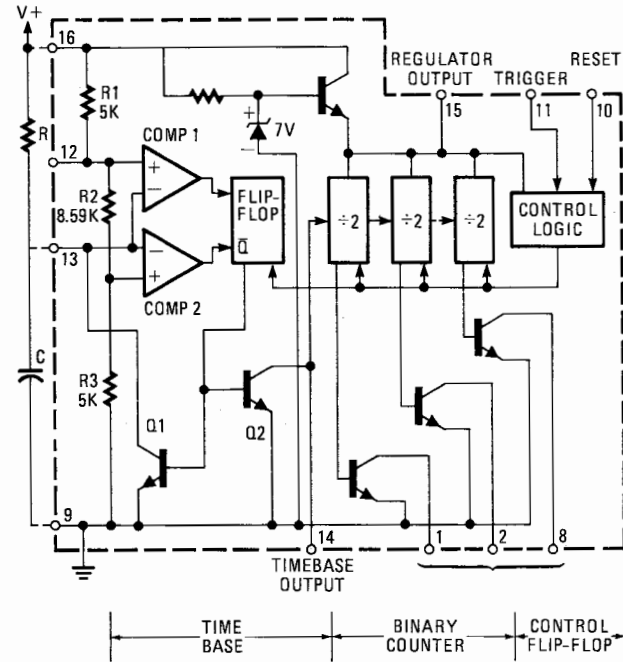 V+
16
REGULATOR
OUTPUT
TRIGGER
RESET
15
11
10
R1
5K
R
+
7V
−
COMP 1
12
+
−
R2
8.59K
FLIP-
FLOP
Q̅
÷2
÷2
÷2
CONTROL
LOGIC
13
−
+
COMP 2
C
R3
5K
Q1
Q2
9
14
1
2
8
TIMEBASE
OUTPUT
TIME
BASE
BINARY
COUNTER
CONTROL
FLIP-FLOP